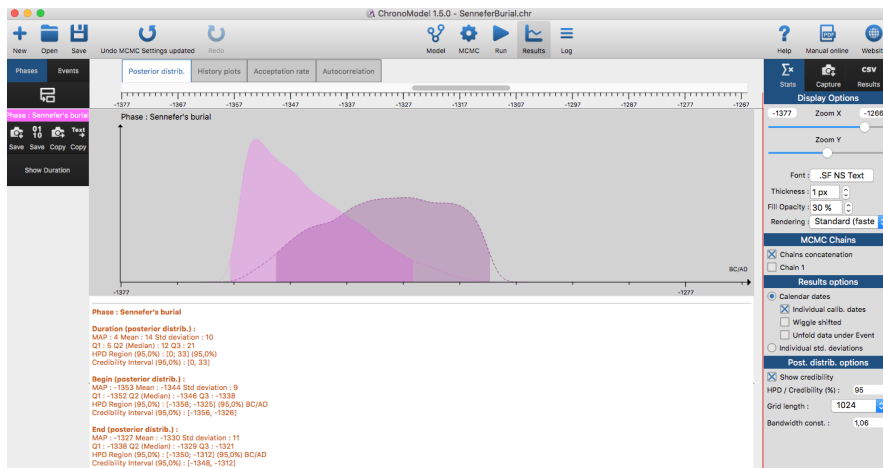 ChronoModel 1.5.0 - SenneferBurial.chr
New Open Save Undo MCMC Settings updated Redo Model MCMC Run Results Log Help Manual online Websit
Phases Events
Posterior distrib. History plots Acceptation rate Autocorrelation
Stats Capture Results
CSV
-1377 -1367 -1357 -1347 -1337 -1327 -1317 -1307 -1297 -1287 -1277 -1267
Phase : Sennefer's burial
Save Save Copy Copy
Show Duration
Phase : Sennefer's burial
BC/AD
-1377 -1277
Phase : Sennefer's burial
Duration (posterior distrib.) :
MAP : 4 Mean : 14 Std deviation : 10
Q1 : 5 Q2 (Median) : 12 Q3 : 21
HPD Region (95,0%) : [0; 33] (95,0%)
Credibility Interval (95,0%) : [0, 33]
Begin (posterior distrib.) :
MAP : -1353 Mean : -1344 Std deviation : 9
Q1 : -1352 Q2 (Median) : -1346 Q3 : -1338
HPD Region (95,0%) : [-1358; -1325] (95,0%) BC/AD
Credibility Interval (95,0%) : [-1356, -1326]
End (posterior distrib.) :
MAP : -1327 Mean : -1330 Std deviation : 11
Q1 : -1338 Q2 (Median) : -1329 Q3 : -1321
HPD Region (95,0%) : [-1350; -1312] (95,0%) BC/AD
Credibility Interval (95,0%) : [-1348, -1312]
Display Options
-1377 Zoom X -1266
Zoom Y
Font : .SF NS Text
Thickness : 1 px
Fill Opacity : 30 %
Rendering : Standard (faste
MCMC Chains
Chains concatenation
Chain 1
Results options
Calendar dates
Individual calib. dates
Wiggle shifted
Unfold data under Event
Individual std. deviations
Post. distrib. options
Show credibility
HPD / Credibility (%) : 95
Grid length : 1024
Bandwidth const. : 1,06